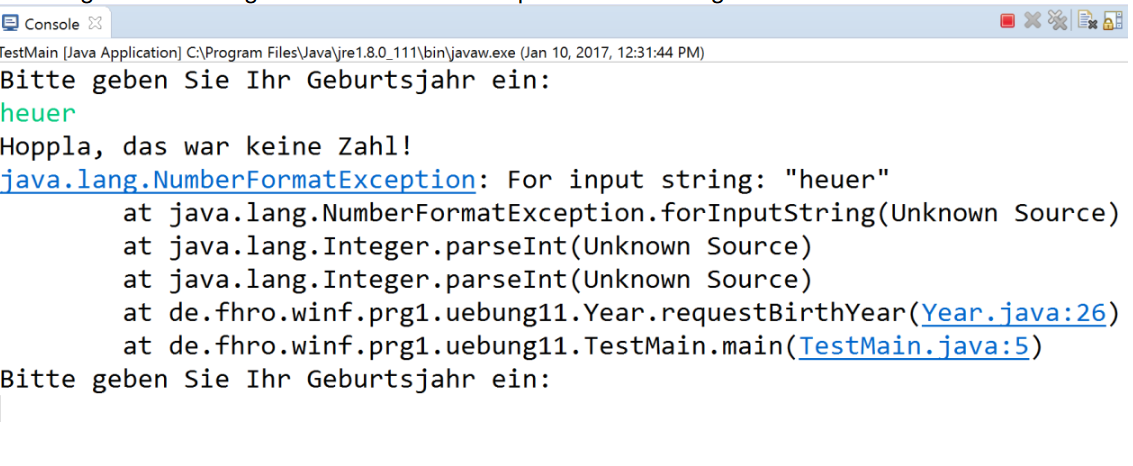 Console
TestMain [Java Application] C:\Program Files\Java\jre1.8.0_111\bin\javaw.exe (Jan 10, 2017, 12:31:44 PM)
Bitte geben Sie Ihr Geburtsjahr ein:
heuer
Hoppla, das war keine Zahl!
java.lang.NumberFormatException: For input string: "heuer"
at java.lang.NumberFormatException.forInputString(Unknown Source)
at java.lang.Integer.parseInt(Unknown Source)
at java.lang.Integer.parseInt(Unknown Source)
at de.fhro.winf.prg1.uebung11.Year.requestBirthYear(Year.java:26)
at de.fhro.winf.prg1.uebung11.TestMain.main(TestMain.java:5)
Bitte geben Sie Ihr Geburtsjahr ein: